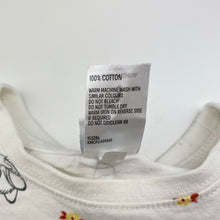 100% COTTON
WARM MACHINE WASH WITH
SIMILAR COLOURS
DO NOT BLEACH
DO NOT TUMBLE DRY
WARM IRON ON REVERSE SIDE
IF REQUIRED
DO NOT DRYCLEAN